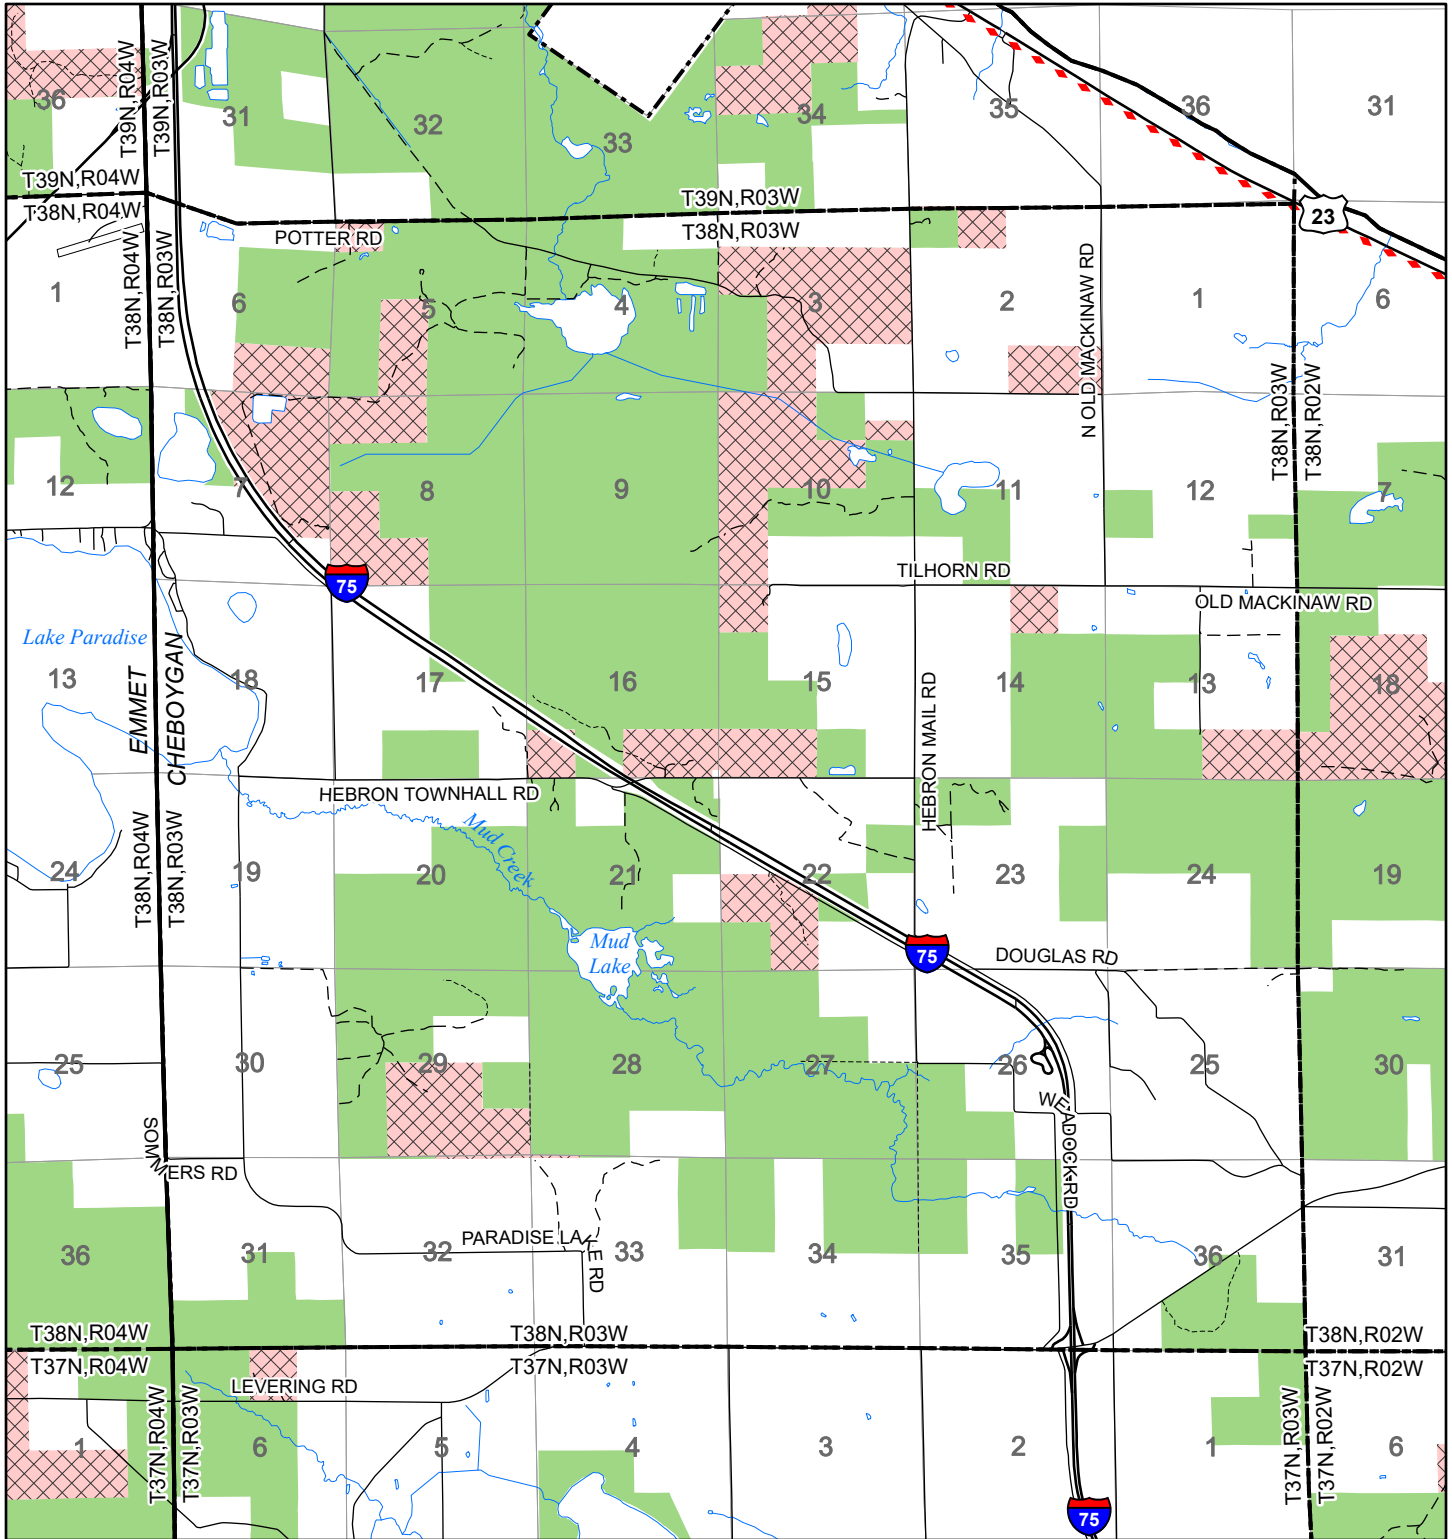 36
T39N,R04W
T39N,R03W
31
32
33
34
35
36
31
T39N,R04W
T38N,R04W
T39N,R03W
T38N,R03W
23
POTTER RD
T38N,R04W
T38N,R03W
1
6
5
4
3
2
N OLD MACKINAW RD
1
6
T38N,R03W
T38N,R02W
12
7
8
9
10
11
12
7
75
TILHORN RD
OLD MACKINAW RD
Lake Paradise
13
EMMET
CHEBOYGAN
18
17
16
15
HEBRON MAIL RD
14
13
18
HEBRON TOWNHALL RD
Mud Creek
T38N,R04W
T38N,R03W
24
19
20
21
22
23
24
19
Mud
Lake
75
DOUGLAS RD
25
30
29
28
27
26
25
30
WEADOCK RD
SOMMERS RD
36
31
32
PARADISE LAKE RD
33
34
35
36
31
T38N,R04W
T37N,R04W
T38N,R03W
T37N,R03W
T38N,R02W
T37N,R02W
LEVERING RD
T37N,R04W
T37N,R03W
1
6
5
4
3
2
1
T37N,R03W
T37N,R02W
6
75